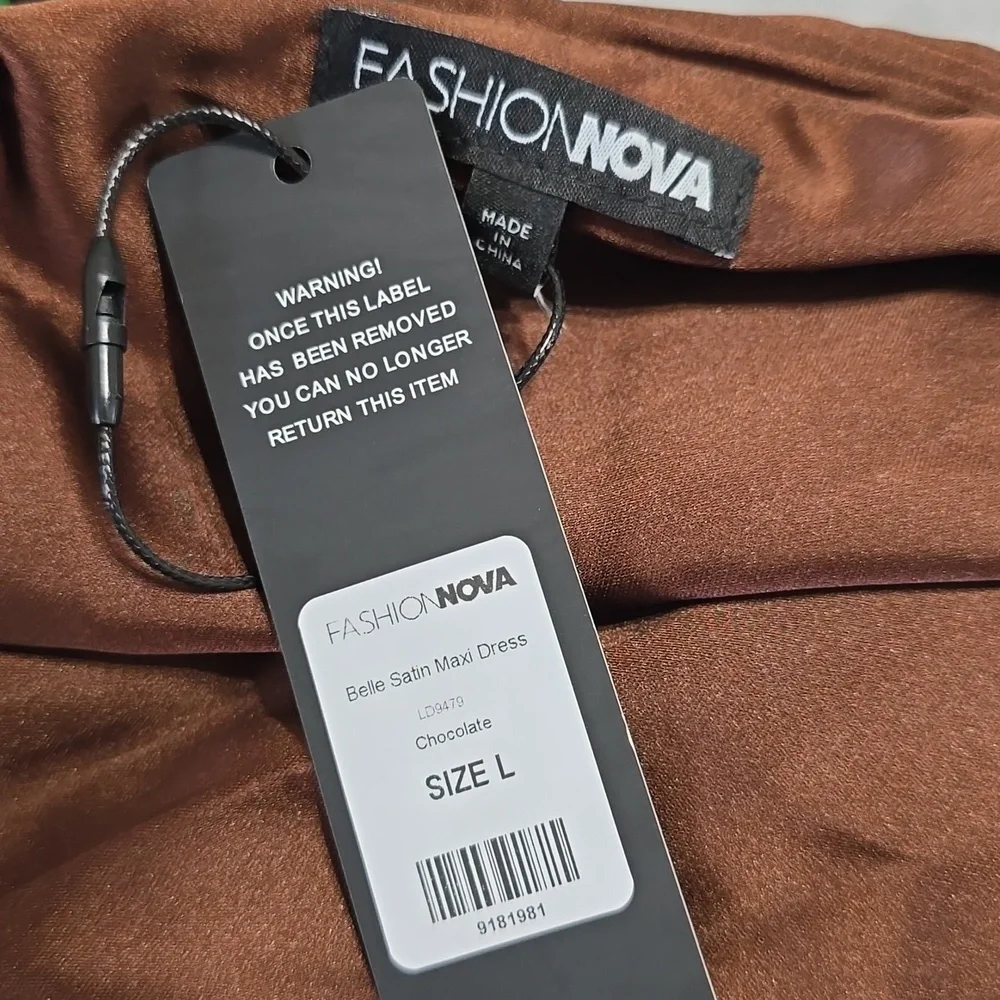 FASHIONNOVA
MADE
IN
CHINA
WARNING!
ONCE THIS LABEL
HAS BEEN REMOVED
YOU CAN NO LONGER
RETURN THIS ITEM
FASHIONNOVA
Belle Satin Maxi Dress
LD9479
Chocolate
SIZE L
9181981